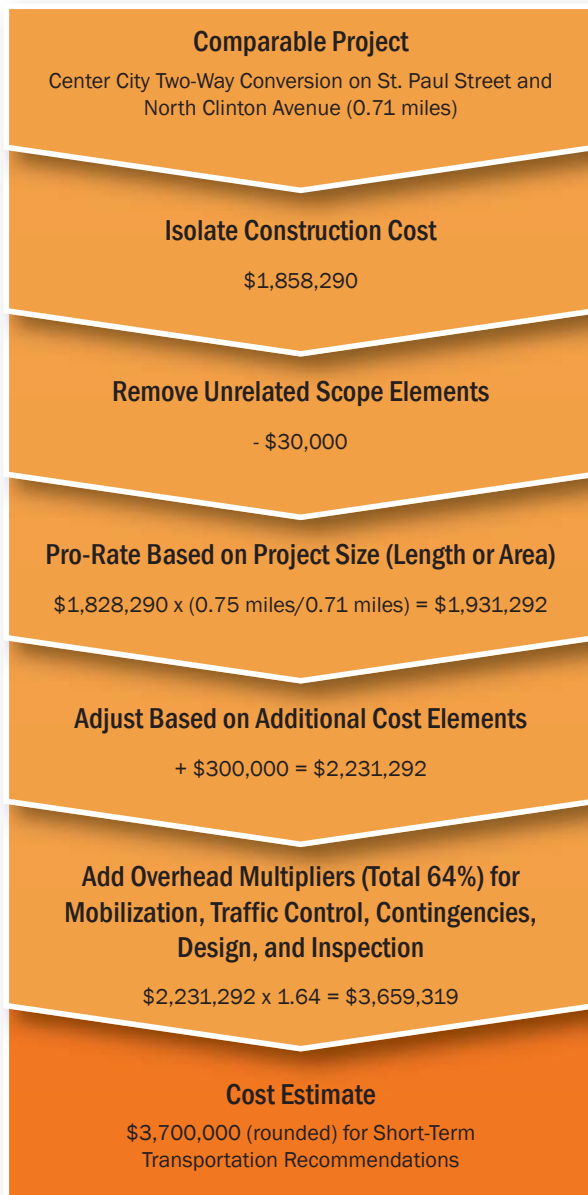 Comparable Project
Center City Two-Way Conversion on St. Paul Street and
North Clinton Avenue (0.71 miles)
Isolate Construction Cost
$1,858,290
Remove Unrelated Scope Elements
- $30,000
Pro-Rate Based on Project Size (Length or Area)
$1,828,290 x (0.75 miles/0.71 miles) = $1,931,292
Adjust Based on Additional Cost Elements
+ $300,000 = $2,231,292
Add Overhead Multipliers (Total 64%) for
Mobilization, Traffic Control, Contingencies,
Design, and Inspection
$2,231,292 x 1.64 = $3,659,319
Cost Estimate
$3,700,000 (rounded) for Short-Term
Transportation Recommendations